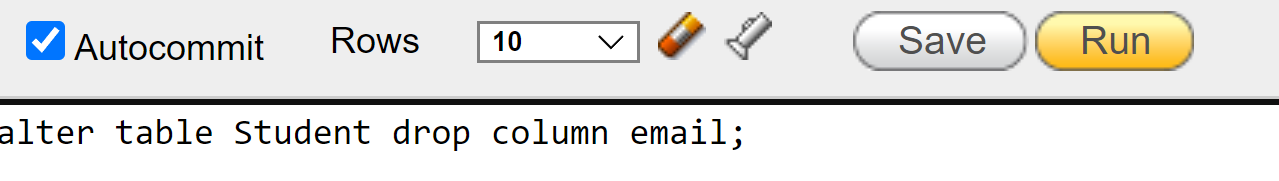 Autocommit Rows 10 Save Run
alter table Student drop column email;